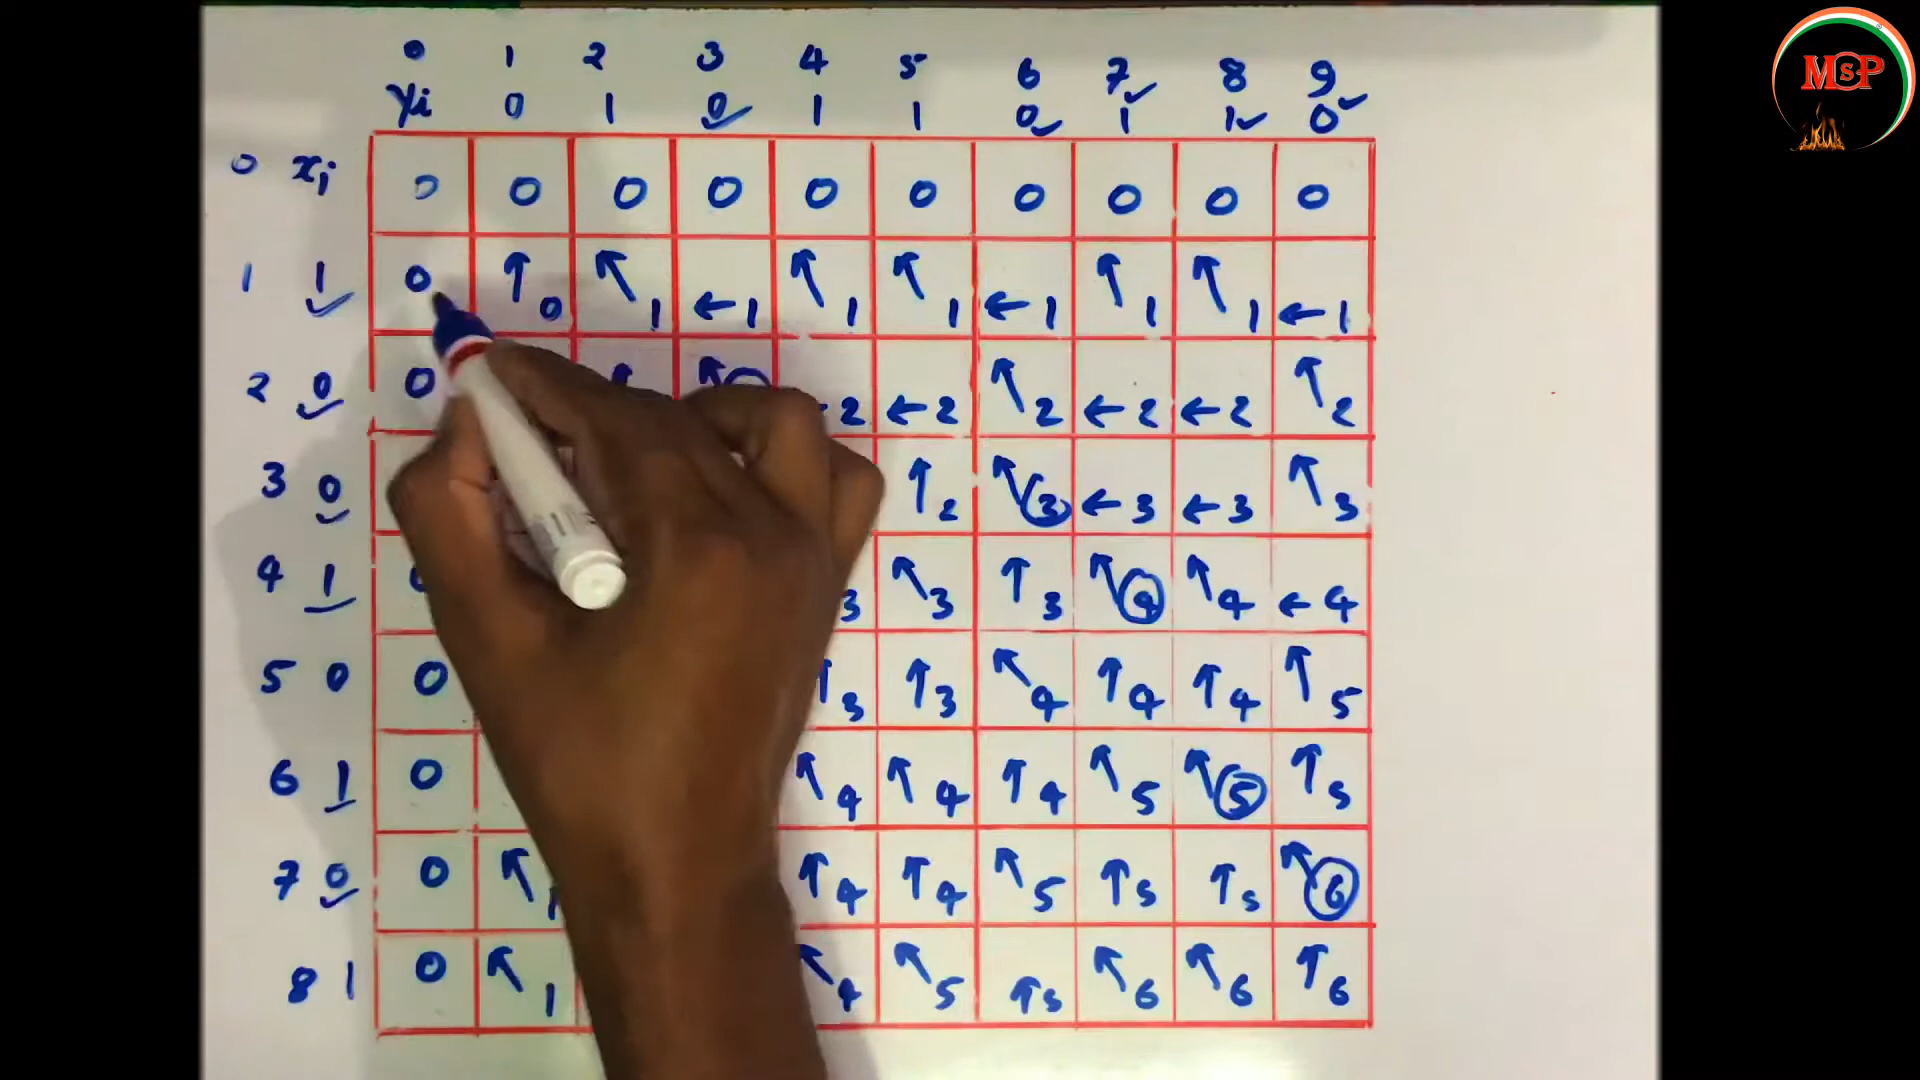 MSP
0 1 2 3 4 5 6 7 8 9
yi 0 1 0 1 1 0 1 1 0
0 xi 0 0 0 0 0 0 0 0 0 0
1 1 0 ↑0 ↖1 ←1 ↖1 ↖1 ←1 ↖1 ↖1 ←1
2 0 0 2 ←2 ↖2 ←2 ←2 ↖2
3 0 ↑2 ↖3 ←3 ←3 ↖3
4 1 3 ↖3 ↑3 ↖4 ↖4 ←4
5 0 0 ↑3 ↑3 ↖4 ↑4 ↑4 ↖5
6 1 0 ↖4 ↖4 ↑4 ↖5 ↖5 ↑5
7 0 0 ↖1 ↑4 ↑4 ↖5 ↑5 ↑5 ↖6
8 1 0 ↖1 ↖4 ↖5 ↑5 ↖6 ↖6 ↑6